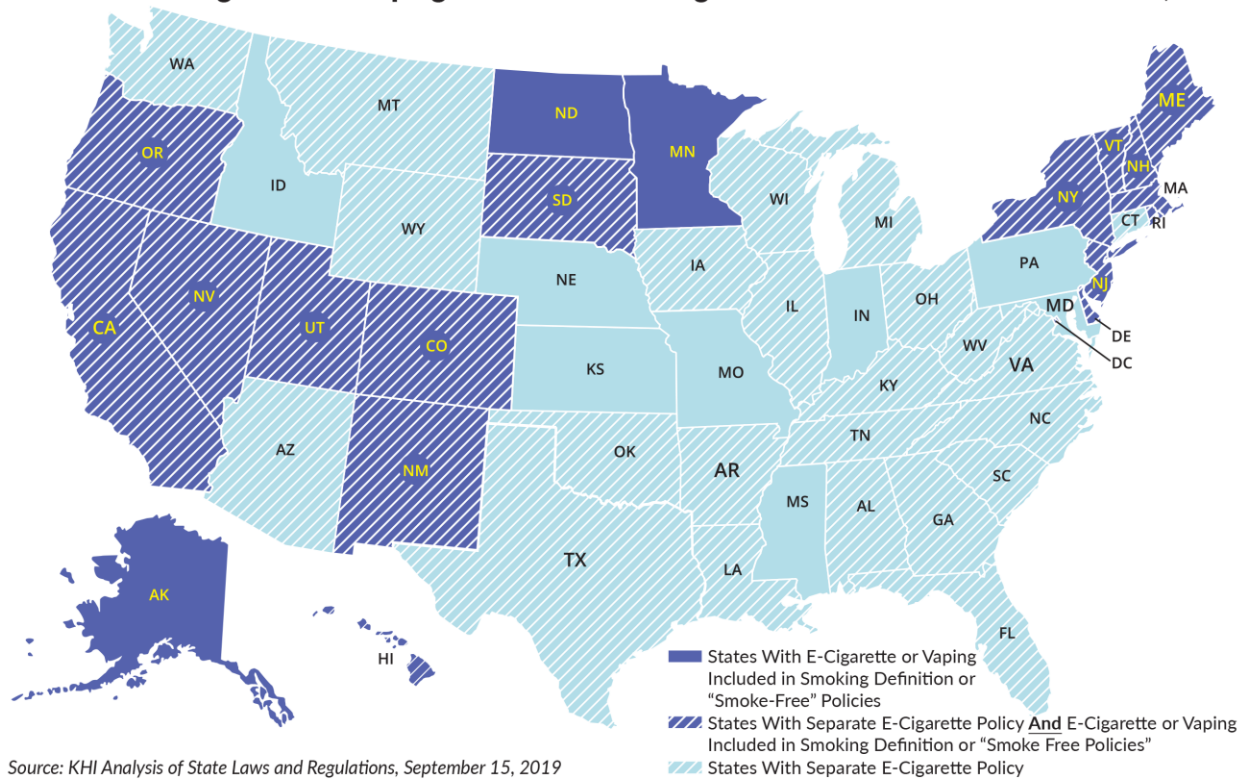 WA
MT
ND
MN
ME
OR
VT
NH
ID
SD
WI
NY
MA
WY
MI
CT
RI
IA
PA
NE
NJ
NV
OH
MD
IL
IN
CA
UT
DE
CO
WV
VA
DC
KS
MO
KY
NC
TN
AZ
OK
NM
AR
SC
MS
AL
GA
TX
LA
AK
FL
HI
States With E-Cigarette or Vaping
Included in Smoking Definition or
“Smoke-Free” Policies
States With Separate E-Cigarette Policy And E-Cigarette or Vaping
Included in Smoking Definition or “Smoke Free Policies”
States With Separate E-Cigarette Policy
Source: KHI Analysis of State Laws and Regulations, September 15, 2019